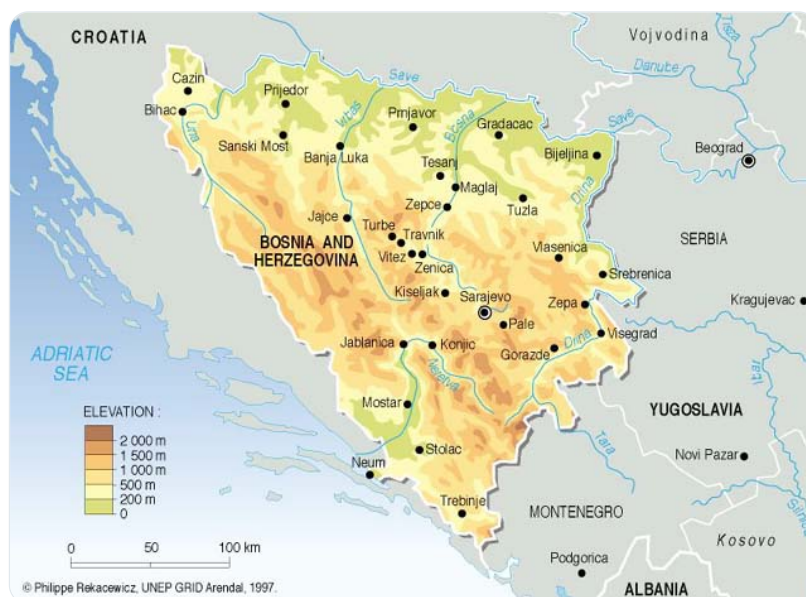 CROATIA
Vojvodina
Tisza
Danube
Cazin
Prijedor
Save
Bihac
Una
Vrbas
Prnjavor
Bosna
Gradacac
Save
Sanski Most
Banja Luka
Bijeljina
Beograd
Tesanj
Maglaj
Drina
Zepce
Tuzla
Jajce
Turbe
Travnik
SERBIA
BOSNIA AND
HERZEGOVINA
Vitez
Zenica
Vlasenica
Srebrenica
Kiseljak
Sarajevo
Zepa
Kragujevac
Pale
Visegrad
Jablanica
Konjic
Gorazde
Drina
ADRIATIC
SEA
Neretva
Ibar
Mostar
YUGOSLAVIA
ELEVATION :
2 000 m
1 500 m
1 000 m
500 m
200 m
0
Stolac
Tara
Novi Pazar
Neum
Trebinje
MONTENEGRO
Kosovo
0 50 100 km
Podgorica
© Philippe Rekacewicz, UNEP GRID Arendal, 1997.
ALBANIA